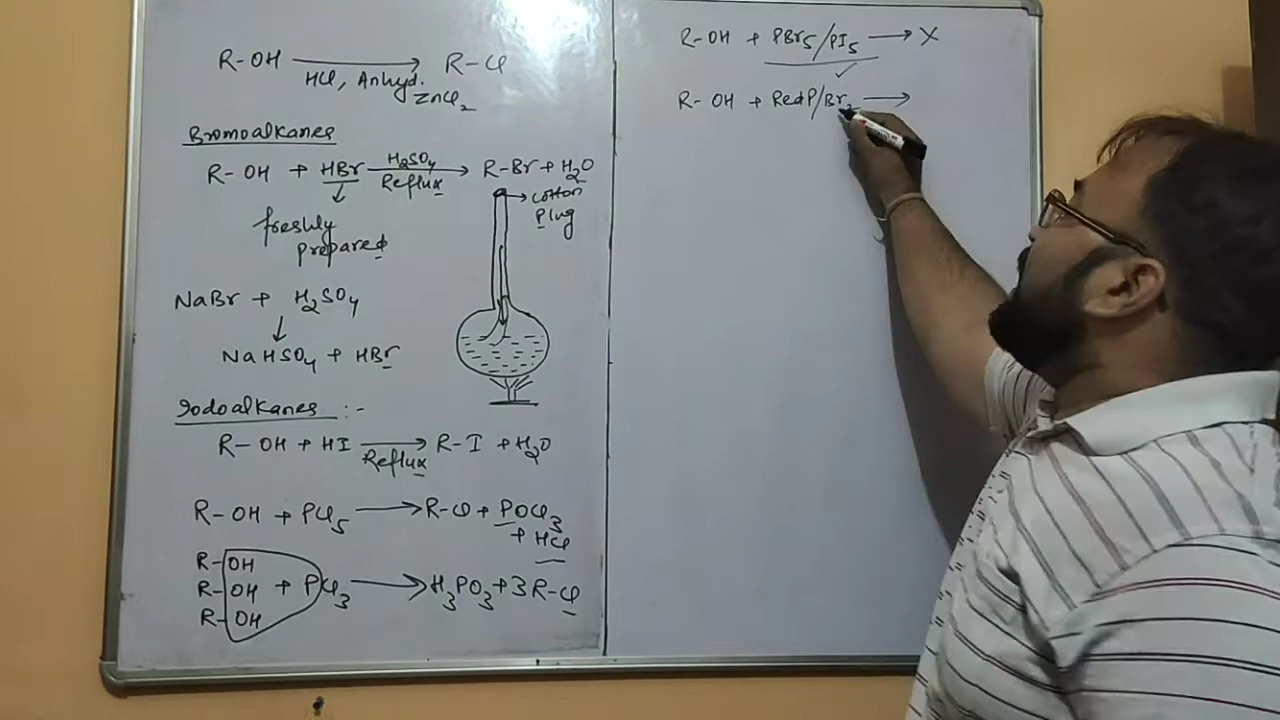 R-OH ⟶ R-Cl
HCl, Anhyd.
ZnCl₂
Bromoalkanes
R-OH + HBr ⟶ R-Br + H₂O
H₂SO₄
Reflux
↓
freshly
prepared
cotton
Plug
NaBr + H₂SO₄
↓
NaHSO₄ + HBr
Iodoalkanes :-
R-OH + HI ⟶ R-I + H₂O
Reflux
R-OH + PCl₅ ⟶ R-Cl + POCl₃
+ HCl
R-OH
R-OH + PCl₃ ⟶ H₃PO₃ + 3R-Cl
R-OH
R-OH + PBr₅/PI₅ ⟶ X
✓
R-OH + Red P/Br₂ ⟶